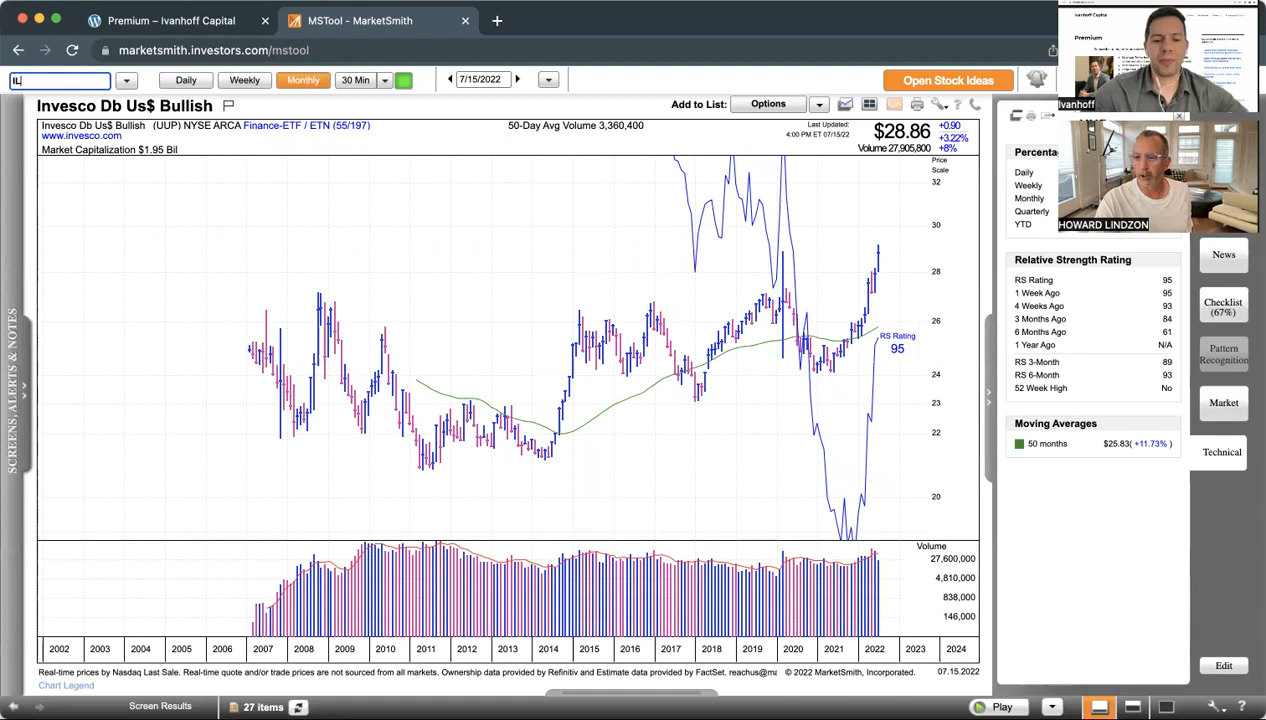 Premium – Ivanhoff Capital
MSTool - MarketSmith
marketsmith.investors.com/mstool
IL
Daily
Weekly
Monthly
30 Min
7/15/2022
Open Stock Ideas
Invesco Db Us$ Bullish
Add to List:
Options
Invesco Db Us$ Bullish (UUP) NYSE ARCA Finance-ETF / ETN (55/197)
www.invesco.com
Market Capitalization $1.95 Bil
50-Day Avg Volume 3,360,400
Last Updated:
4:00 PM ET 07/15/22
$28.86
+0.90
+3.22%
Volume 27,905,800
+8%
Price
Scale
32
30
28
26
24
23
22
20
RS Rating
95
Volume
27,600,000
4,810,000
838,000
146,000
2002 2003 2004 2005 2006 2007 2008 2009 2010 2011 2012 2013 2014 2015 2016 2017 2018 2019 2020 2021 2022 2023 2024
Real-time prices by Nasdaq Last Sale. Real-time quote and/or trade prices are not sourced from all markets. Ownership data provided by Refinitiv and Estimate data provided by FactSet. reachus@ma © 2022 MarketSmith, Incorporated.
07.15.2022
Chart Legend
SCREENS, ALERTS & NOTES
Ivanhoff Capital
Premium
Ivanhoff
HOWARD LINDZON
Percenta
Daily
Weekly
Monthly
Quarterly
YTD
Relative Strength Rating
RS Rating 95
1 Week Ago 95
4 Weeks Ago 93
3 Months Ago 84
6 Months Ago 61
1 Year Ago N/A
RS 3-Month 89
RS 6-Month 93
52 Week High No
Moving Averages
50 months $25.83( +11.73% )
News
Checklist
(67%)
Pattern
Recognition
Market
Technical
Edit
Screen Results
27 items
Play